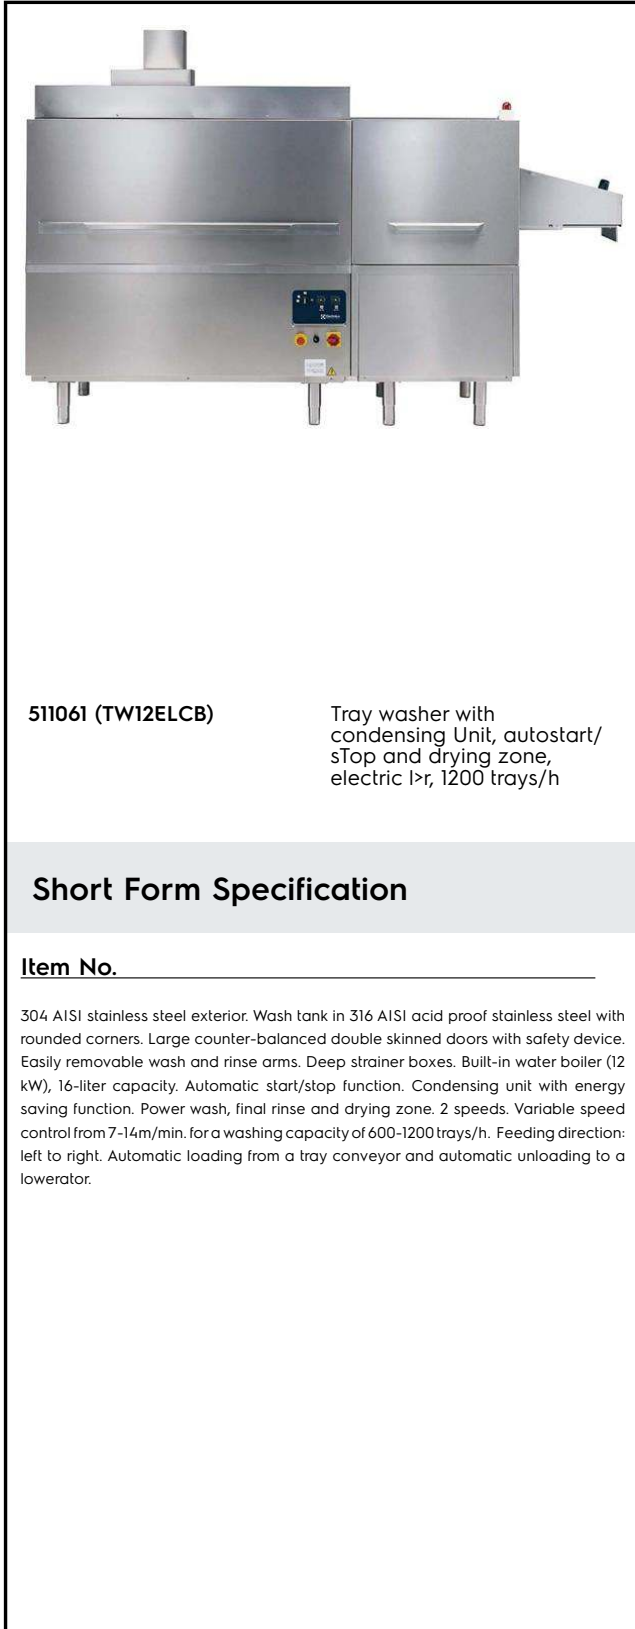 Electrolux
511061 (TW12ELCB)
Tray washer with
condensing Unit, autostart/
sTop and drying zone,
electric l>r, 1200 trays/h
Short Form Specification
Item No.
304 AISI stainless steel exterior. Wash tank in 316 AISI acid proof stainless steel with
rounded corners. Large counter-balanced double skinned doors with safety device.
Easily removable wash and rinse arms. Deep strainer boxes. Built-in water boiler (12
kW), 16-liter capacity. Automatic start/stop function. Condensing unit with energy
saving function. Power wash, final rinse and drying zone. 2 speeds. Variable speed
control from 7-14m/min. for a washing capacity of 600-1200 trays/h. Feeding direction:
left to right. Automatic loading from a tray conveyor and automatic unloading to a
lowerator.